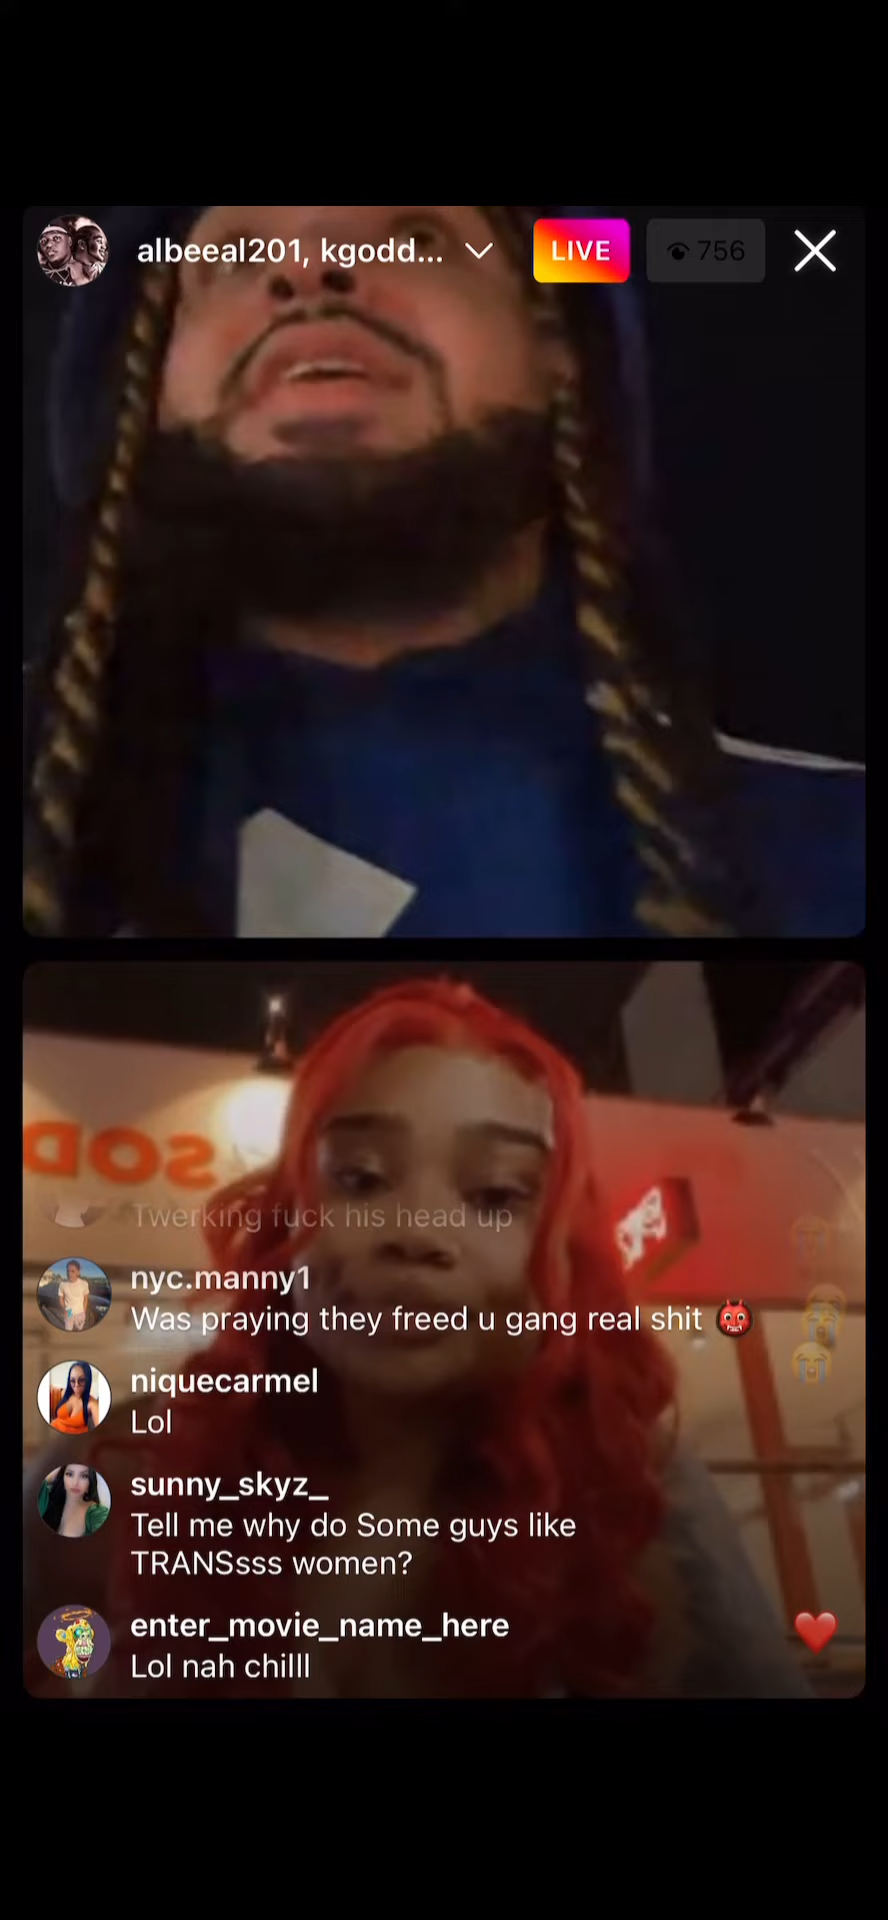 albeeal201, kgodd...
LIVE
756
SOD
Twerking fuck his head up
nyc.manny1
Was praying they freed u gang real shit 👹
niquecarmel
Lol
sunny_skyz_
Tell me why do Some guys like
TRANSsss women?
enter_movie_name_here
Lol nah chilll